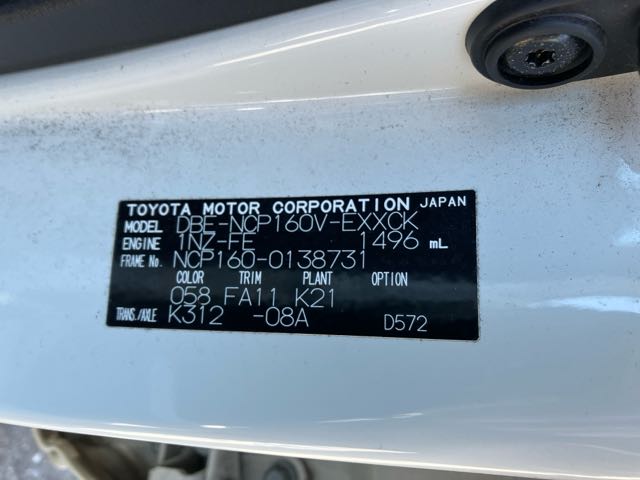 TOYOTA MOTOR CORPORATION JAPAN
MODEL DBE-NCP160V-EXXCK
ENGINE 1NZ-FE 1496 mL
FRAME No. NCP160-0138731
COLOR TRIM PLANT OPTION
058 FA11 K21
TRANS./AXLE K312 -08A D572